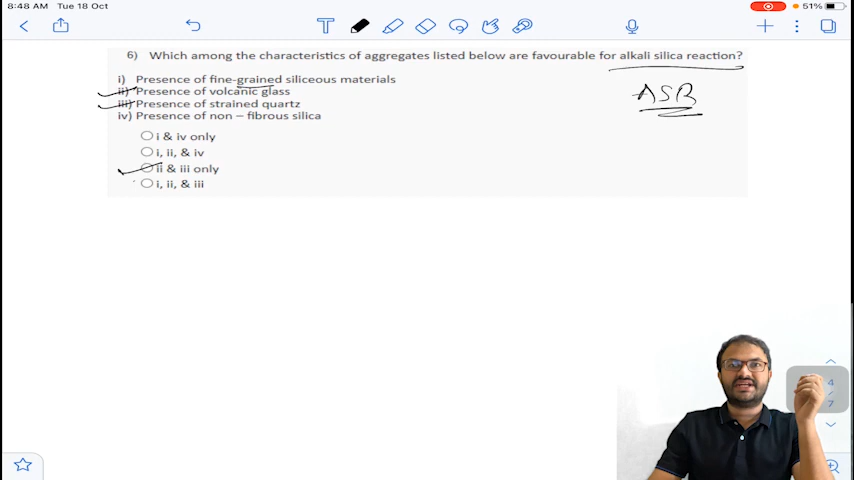 8:48 AM Tue 18 Oct
51%
6) Which among the characteristics of aggregates listed below are favourable for alkali silica reaction?
i) Presence of fine-grained siliceous materials
ii) Presence of volcanic glass
iii) Presence of strained quartz
iv) Presence of non – fibrous silica
ASR
i & iv only
i, ii, & iv
ii & iii only
i, ii, & iii
4
7